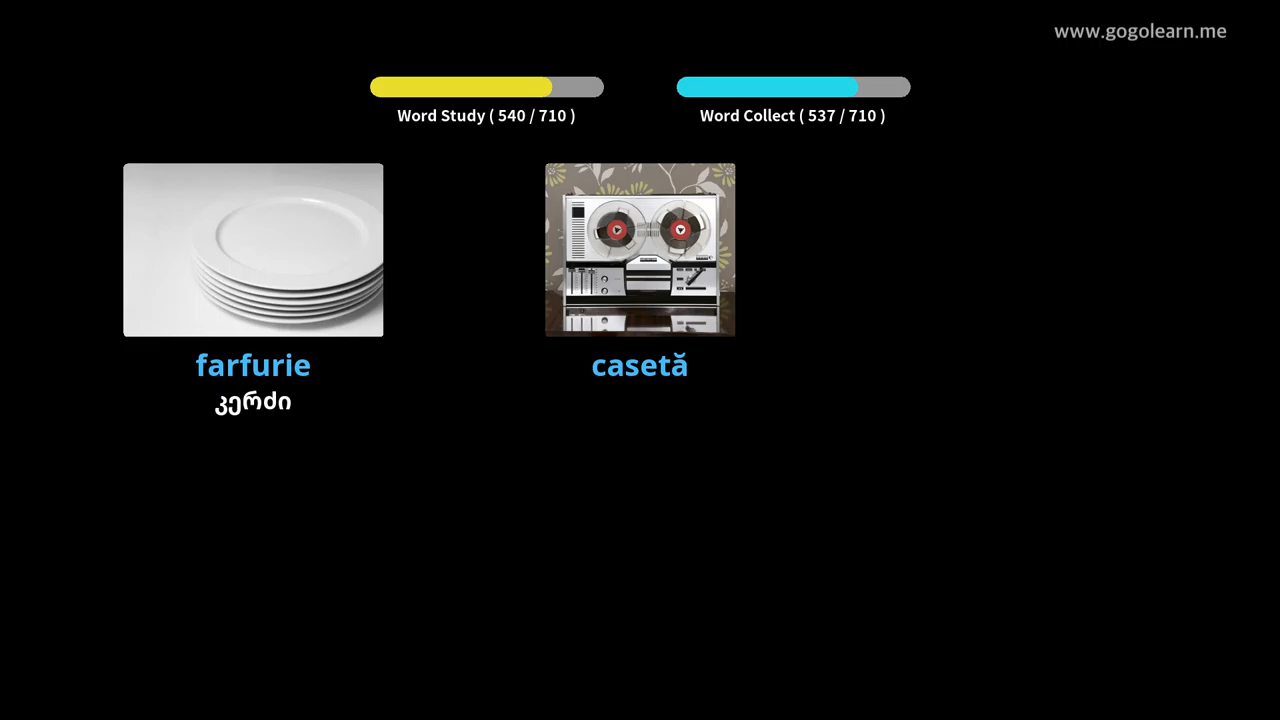 www.gogolearn.me
Word Study ( 540 / 710 )
Word Collect ( 537 / 710 )
farfurie
კერძი
casetă